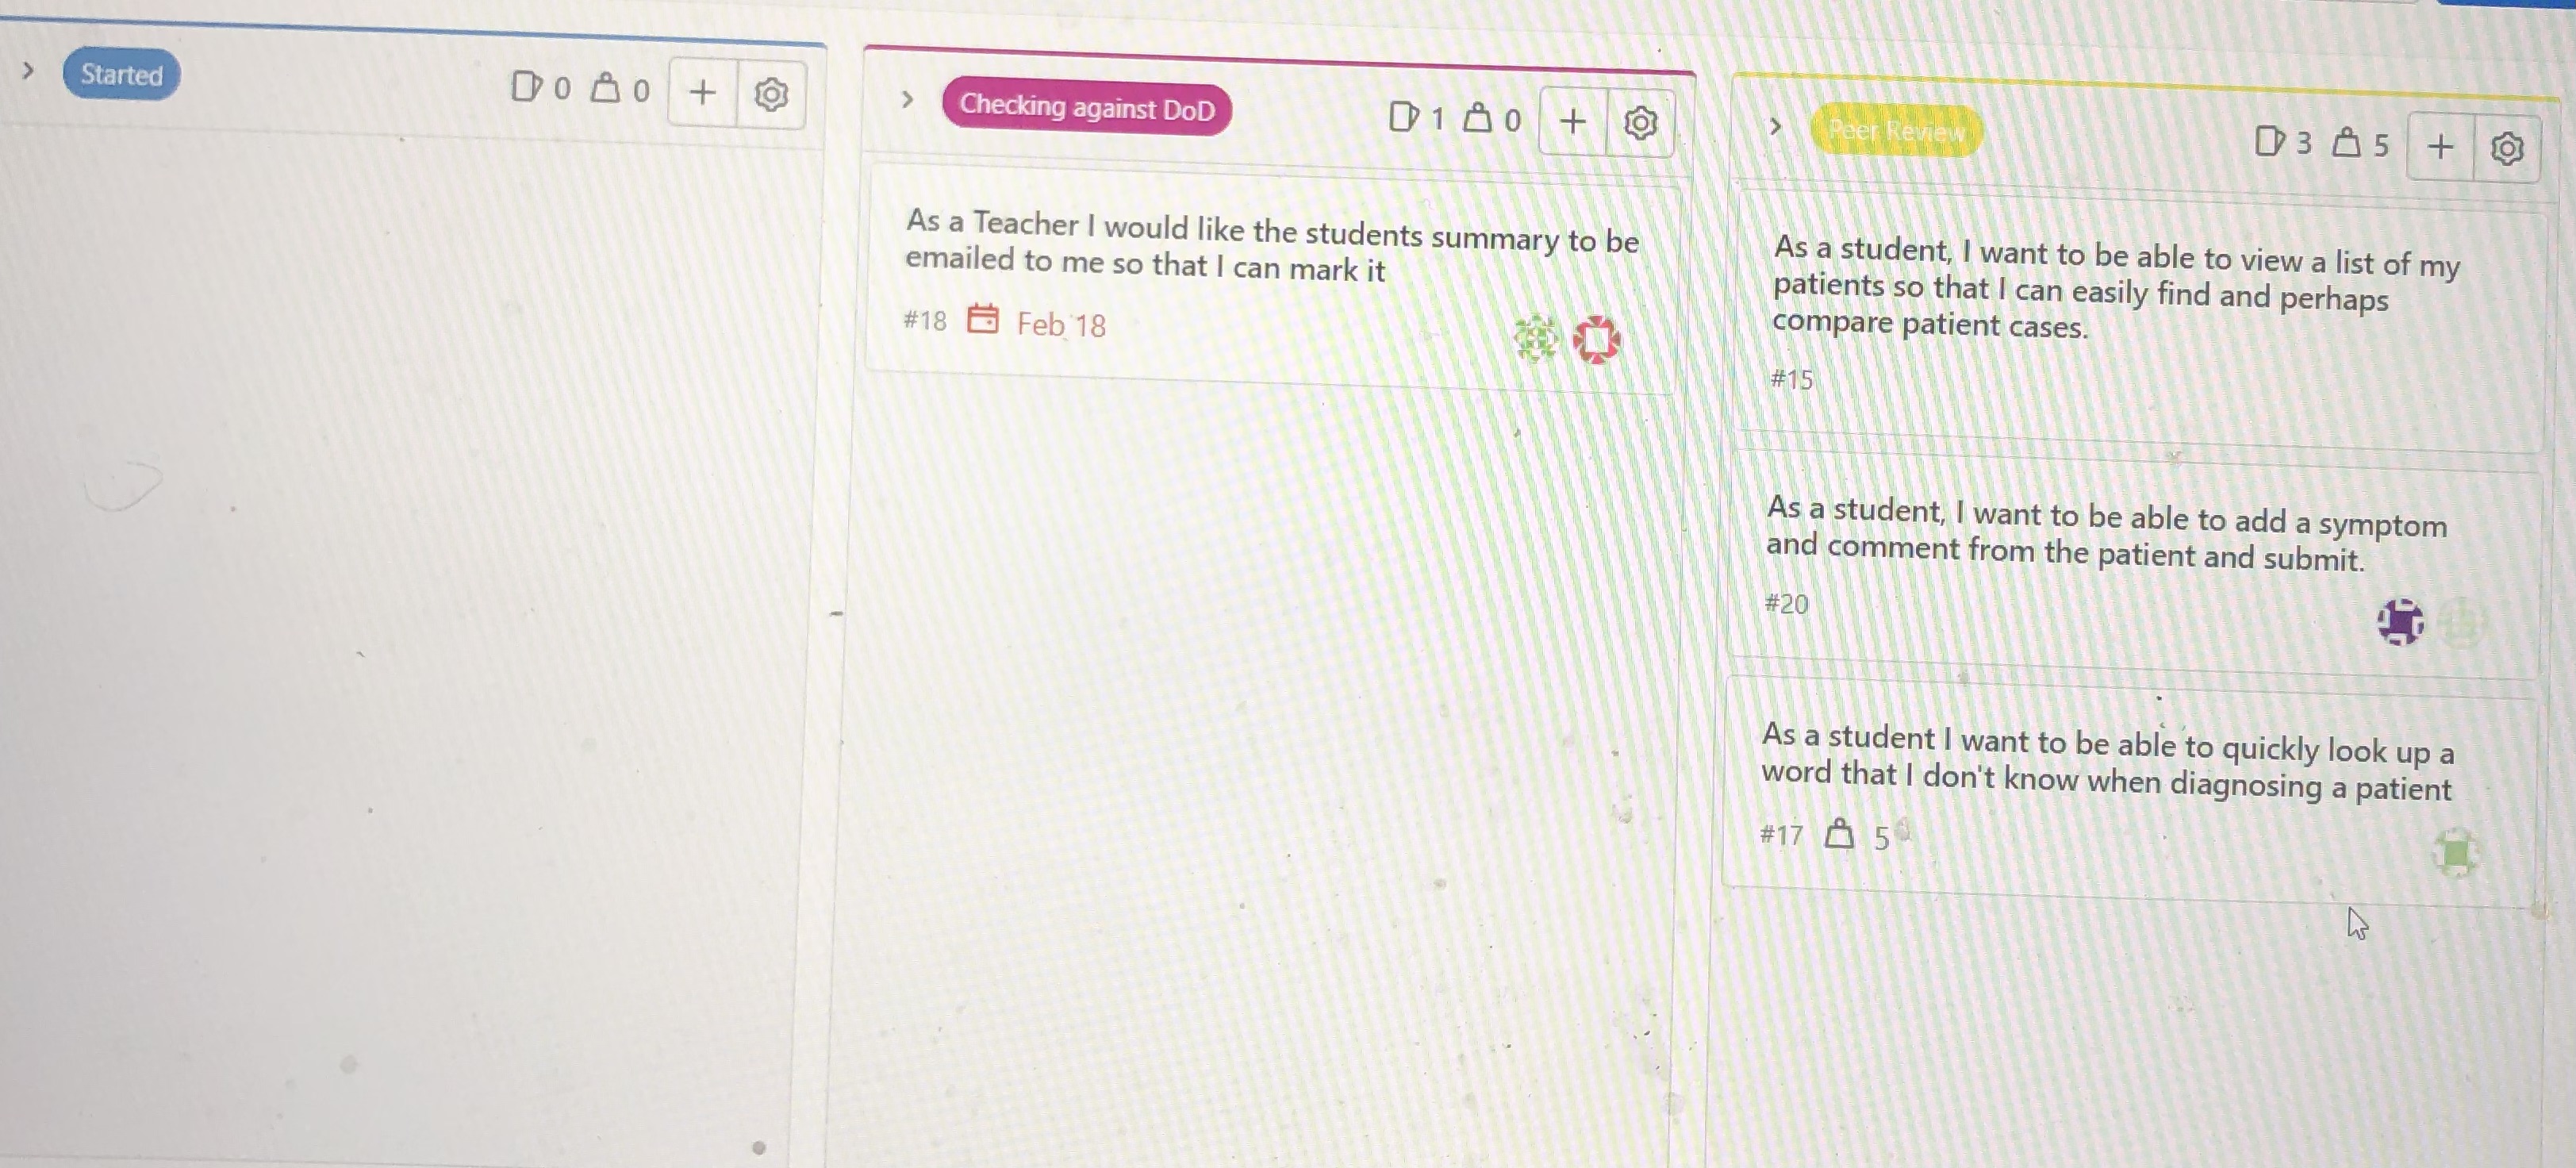 Started
0 0
Checking against DoD
1 0
As a Teacher I would like the students summary to be
emailed to me so that I can mark it
#18 Feb 18
Peer Review
3 5
As a student, I want to be able to view a list of my
patients so that I can easily find and perhaps
compare patient cases.
#15
As a student, I want to be able to add a symptom
and comment from the patient and submit.
#20
As a student I want to be able to quickly look up a
word that I don't know when diagnosing a patient
#17 5